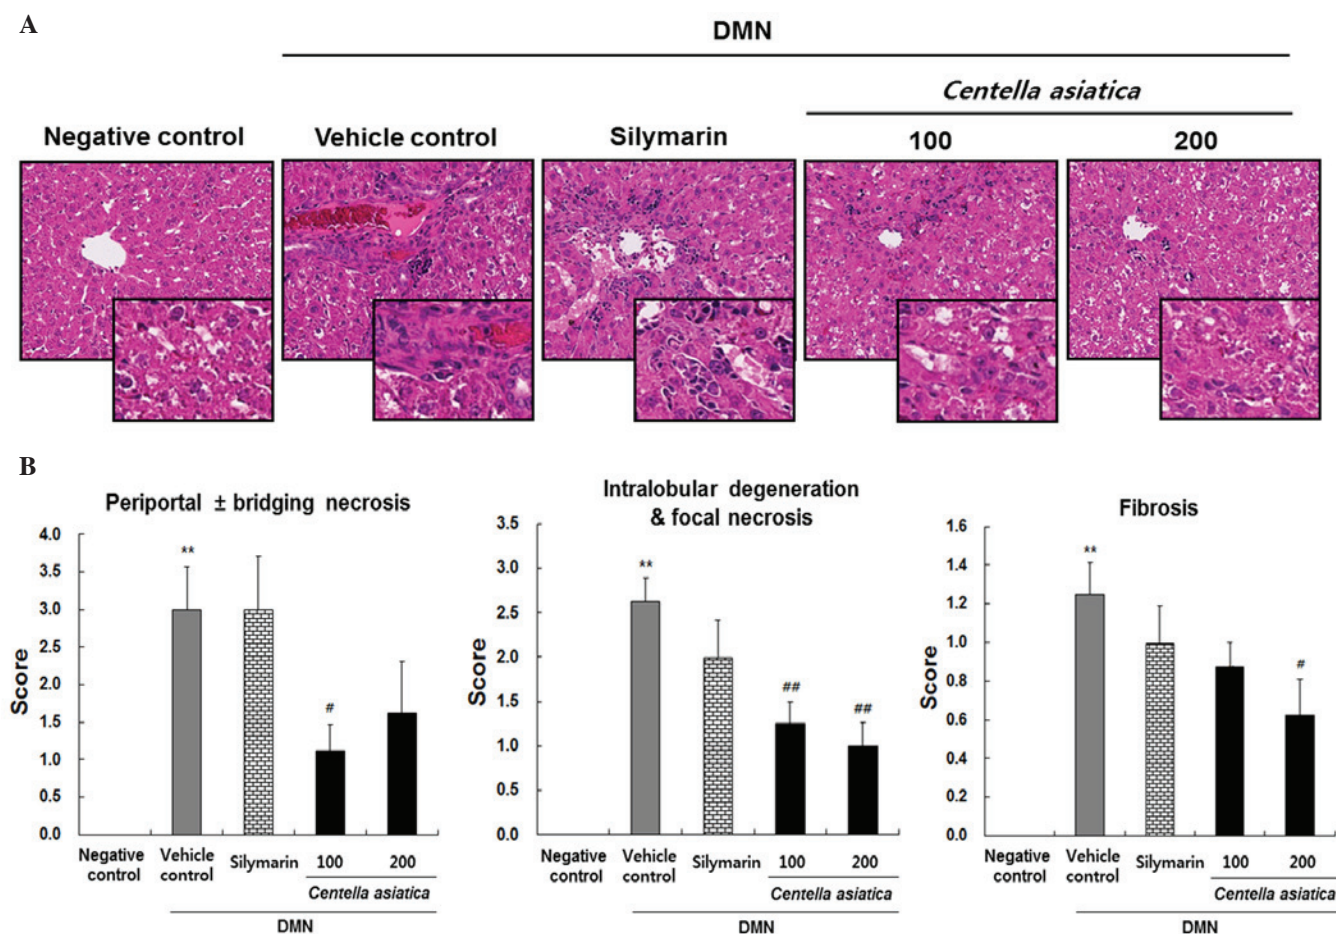 A
DMN
Centella asiatica
Negative control
Vehicle control
Silymarin
100
200
B
Periportal ± bridging necrosis
4.0
3.5
3.0
2.5
2.0
1.5
1.0
0.5
0.0
Score
**
#
Negative
control
Vehicle
control
Silymarin
100
200
Centella asiatica
DMN
Intralobular degeneration
& focal necrosis
3.5
3.0
2.5
2.0
1.5
1.0
0.5
0.0
Score
**
##
##
Negative
control
Vehicle
control
Silymarin
100
200
Centella asiatica
DMN
Fibrosis
1.6
1.4
1.2
1.0
0.8
0.6
0.4
0.2
0.0
Score
**
#
Negative
control
Vehicle
control
Silymarin
100
200
Centella asiatica
DMN